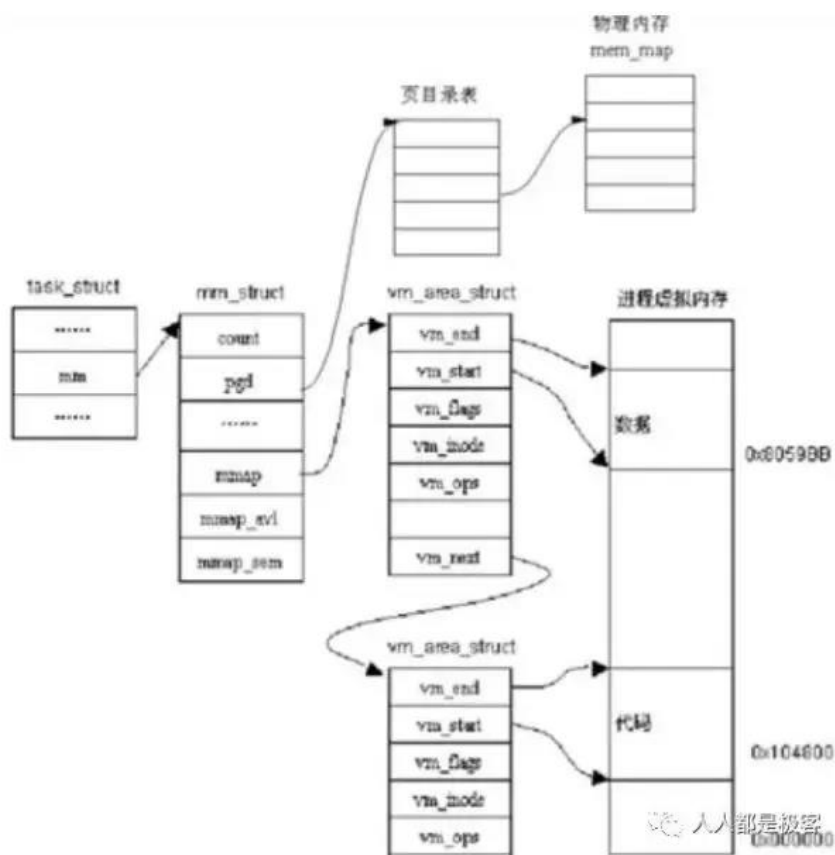 物理内存
mem_map
页目录表
task_struct
......
mm
......
mm_struct
count
pgd
......
mmap
mmap_avl
mmap_sem
vm_area_struct
vm_end
vm_start
vm_flags
vm_inode
vm_ops
vm_next
进程虚拟内存
数据
0x8059BB
vm_area_struct
vm_end
vm_start
vm_flags
vm_inode
vm_ops
代码
0x104800
0x000000
人人都是极客